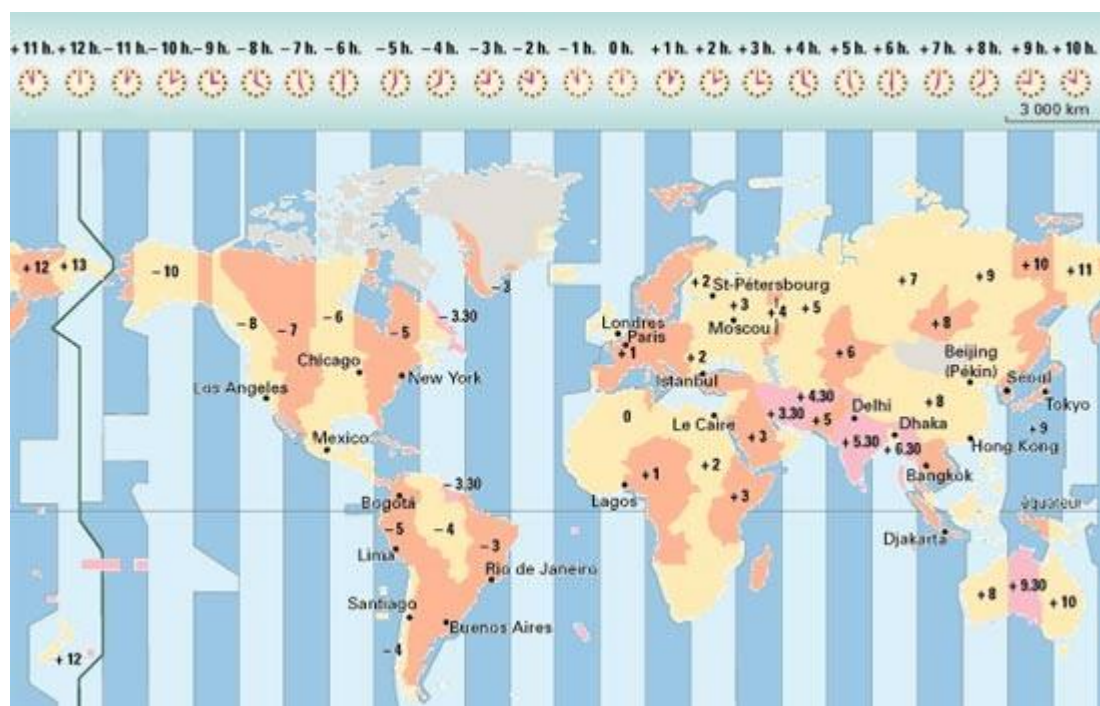 + 11 h. + 12 h. – 11 h. – 10 h. – 9 h. – 8 h. – 7 h. – 6 h. – 5 h. – 4 h. – 3 h. – 2 h. – 1 h. 0 h. + 1 h. + 2 h. + 3 h. + 4 h. + 5 h. + 6 h. + 7 h. + 8 h. + 9 h. + 10 h.
3 000 km
+ 12
+ 13
– 10
– 8
– 7
– 6
– 5
– 3.30
– 3
Chicago
Los Angeles
New York
Mexico
– 3.30
Bogotá
– 5
– 4
– 3
Lima
Rio de Janeiro
Santiago
Buenos Aires
– 4
+ 12
+ 2
St-Pétersbourg
+ 3
+ 4
+ 5
+ 7
+ 9
+ 10
+ 11
Londres
Paris
Moscou
+ 1
+ 2
Istanbul
+ 6
+ 8
Beijing
(Pékin)
Seoul
Tokyo
+ 9
+ 4.30
+ 3.30
+ 5
Delhi
+ 8
Dhaka
0
Le Caire
+ 3
+ 5.30
+ 6.30
Hong Kong
Bangkok
+ 1
+ 2
+ 3
Lagos
équateur
Djakarta
+ 8
+ 9.30
+ 10